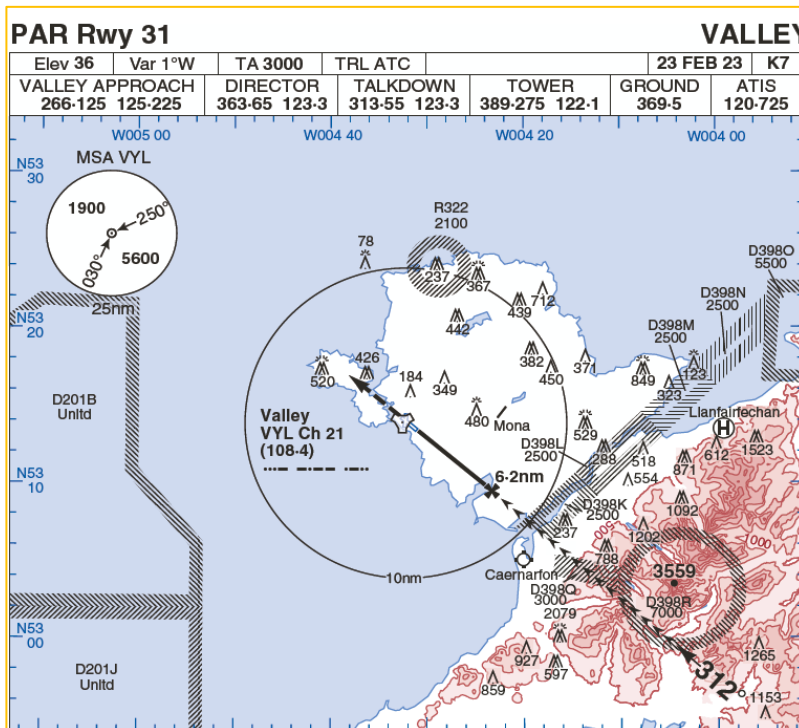 PAR Rwy 31
VALLEY
Elev 36
Var 1°W
TA 3000
TRL ATC
23 FEB 23
K7
VALLEY APPROACH
266·125 125·225
DIRECTOR
363·65 123·3
TALKDOWN
313·55 123·3
TOWER
389·275 122·1
GROUND
369·5
ATIS
120·725
W005 00
W004 40
W004 20
W004 00
N53
30
MSA VYL
1900
250°
030°
5600
25nm
R322
2100
78
237
367
D398O
5500
D398N
2500
712
439
442
N53
20
D398M
2500
382
450
371
849
123
323
520
426
184
349
D201B
Unltd
Valley
VYL Ch 21
(108·4)
480
Mona
529
Llanfairfechan
H
D398L
2500
288
518
612
1523
554
871
6·2nm
N53
10
D398K
2500
237
1092
1202
1000
788
10nm
Caernarfon
3559
D398Q
3000
D398R
7000
2079
N53
00
927
597
859
D201J
Unltd
312°
1265
1153